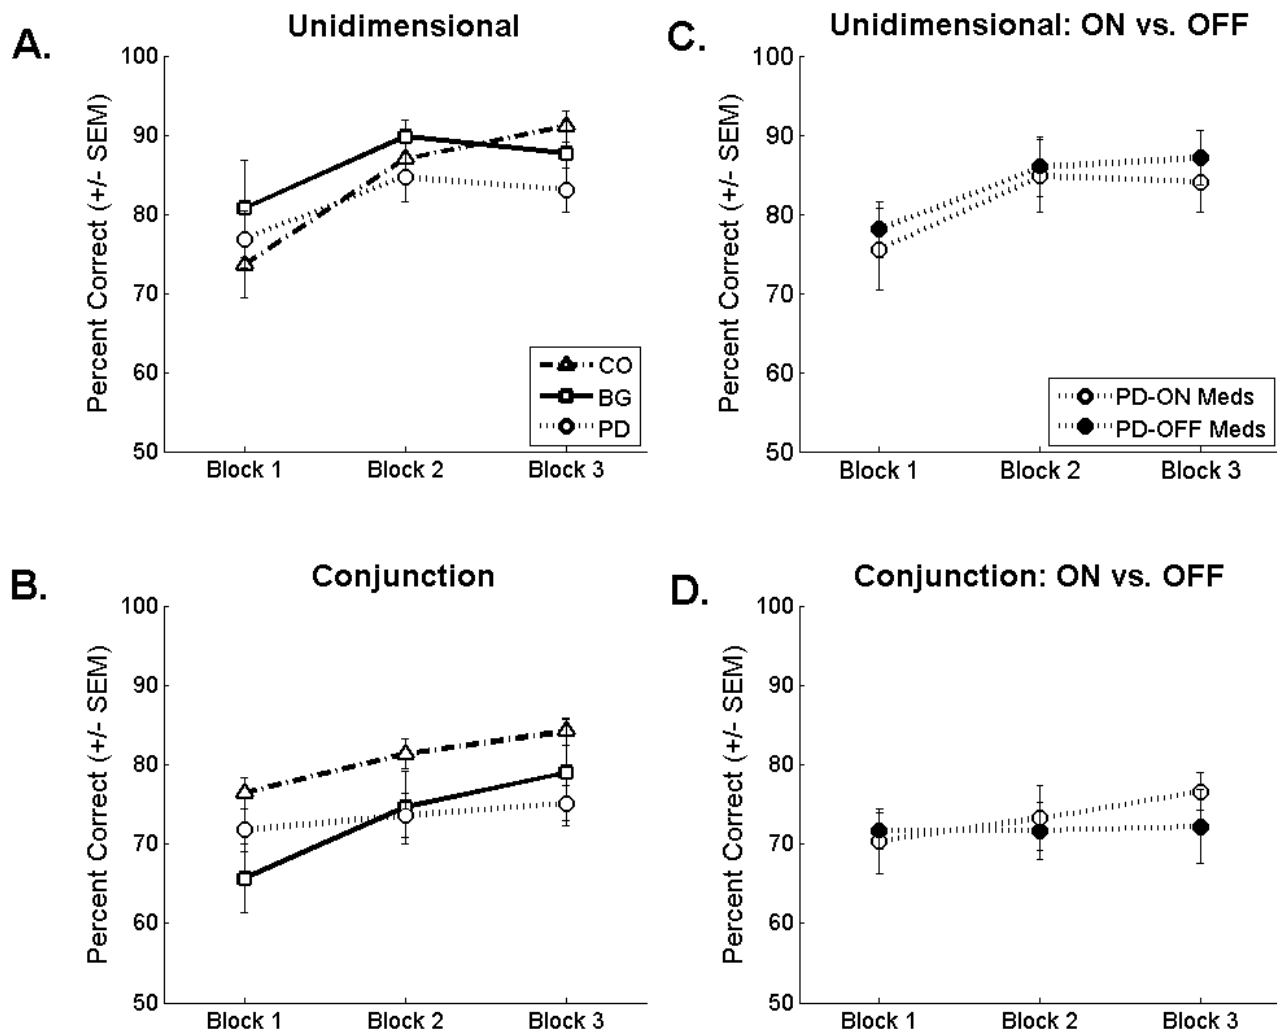 A.
Unidimensional
Percent Correct (+/- SEM)
100
90
80
70
60
50
Block 1 Block 2 Block 3
CO
BG
PD
C.
Unidimensional: ON vs. OFF
Percent Correct (+/- SEM)
100
90
80
70
60
50
Block 1 Block 2 Block 3
PD-ON Meds
PD-OFF Meds
B.
Conjunction
Percent Correct (+/- SEM)
100
90
80
70
60
50
Block 1 Block 2 Block 3
D.
Conjunction: ON vs. OFF
Percent Correct (+/- SEM)
100
90
80
70
60
50
Block 1 Block 2 Block 3